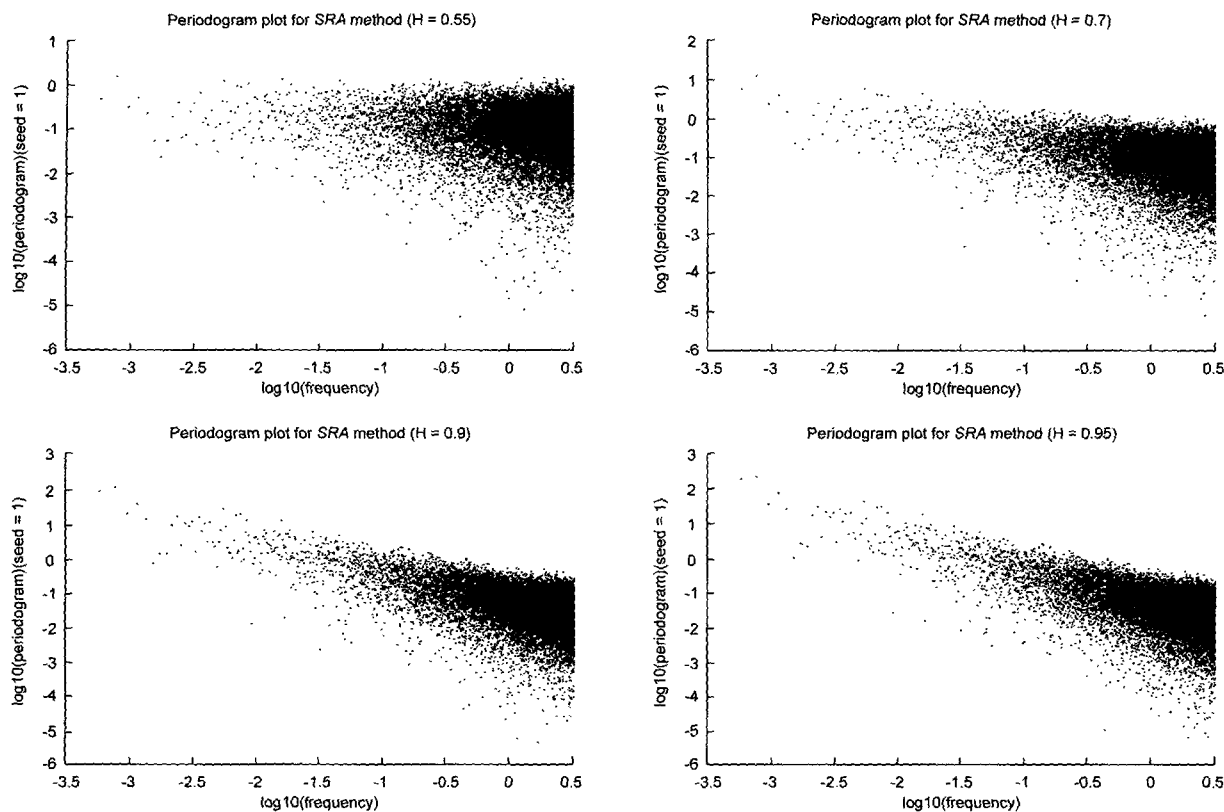 Periodogram plot for SRA method (H = 0.55)
1
0
-1
-2
-3
-4
-5
-6
log10(periodogram)(seed = 1)
-3.5 -3 -2.5 -2 -1.5 -1 -0.5 0 0.5
log10(frequency)
Periodogram plot for SRA method (H = 0.7)
2
1
0
-1
-2
-3
-4
-5
-6
log10(periodogram)(seed = 1)
-3.5 -3 -2.5 -2 -1.5 -1 -0.5 0 0.5
log10(frequency)
Periodogram plot for SRA method (H = 0.9)
3
2
1
0
-1
-2
-3
-4
-5
-6
log10(periodogram)(seed = 1)
-3.5 -3 -2.5 -2 -1.5 -1 -0.5 0 0.5
log10(frequency)
Periodogram plot for SRA method (H = 0.95)
3
2
1
0
-1
-2
-3
-4
-5
-6
log10(periodogram)(seed = 1)
-3.5 -3 -2.5 -2 -1.5 -1 -0.5 0 0.5
log10(frequency)